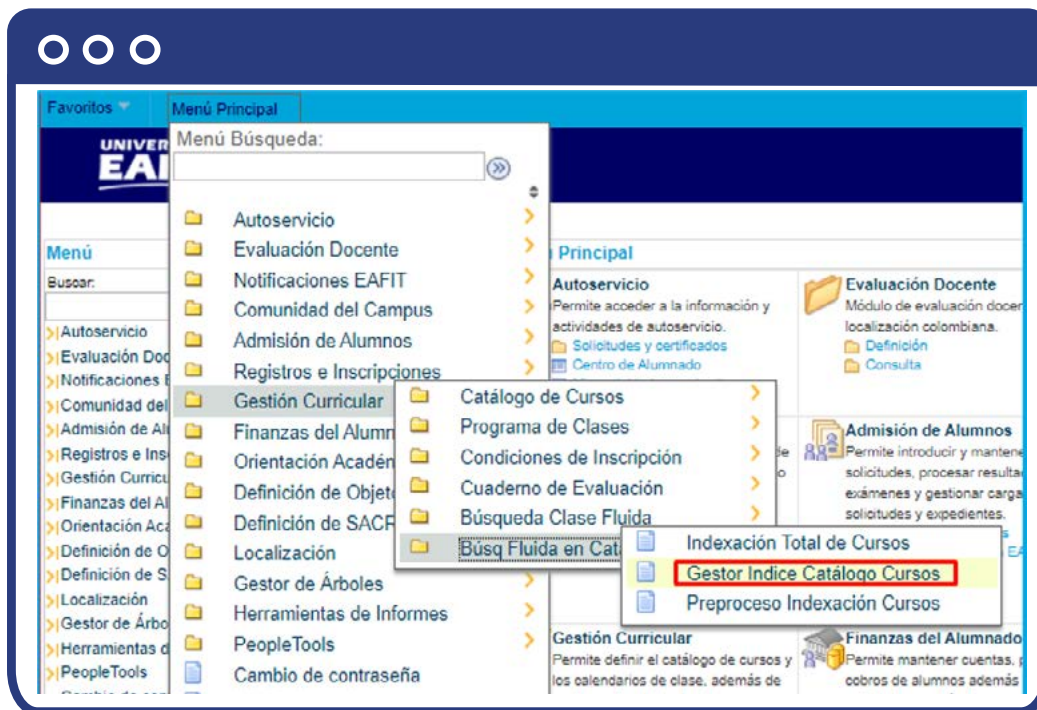 Favoritos
Menú Principal
UNIVER
EAI
Menú Búsqueda:
Autoservicio
Evaluación Docente
Notificaciones EAFIT
Comunidad del Campus
Admisión de Alumnos
Registros e Inscripciones
Gestión Curricular
Finanzas del Alumn
Orientación Académ
Definición de Objeto
Definición de SACR
Localización
Gestor de Árboles
Herramientas de Informes
PeopleTools
Cambio de contraseña
Catálogo de Cursos
Programa de Clases
Condiciones de Inscripción
Cuaderno de Evaluación
Búsqueda Clase Fluida
Búsq Fluida en Cat
Indexación Total de Cursos
Gestor Indice Catálogo Cursos
Preproceso Indexación Cursos
Menú
Buscar:
Autoservicio
Evaluación Doc
Notificaciones E
Comunidad del
Admisión de Al
Registros e Ins
Gestión Curricu
Finanzas del Al
Orientación Aca
Definición de O
Definición de S
Localización
Gestor de Árbo
Herramientas d
PeopleTools
Principal
Autoservicio
Permite acceder a la información y
actividades de autoservicio.
Solicitudes y certificados
Centro de Alumnado
Evaluación Docente
Módulo de evaluación docen
localización colombiana.
Definición
Consulta
Admisión de Alumnos
Permite introducir y mantene
solicitudes, procesar resulta
exámenes y gestionar carga
solicitudes y expedientes.
Gestión Curricular
Permite definir el catálogo de cursos y
los calendarios de clase, además de
Finanzas del Alumnado
Permite mantener cuentas, p
cobros de alumnos además